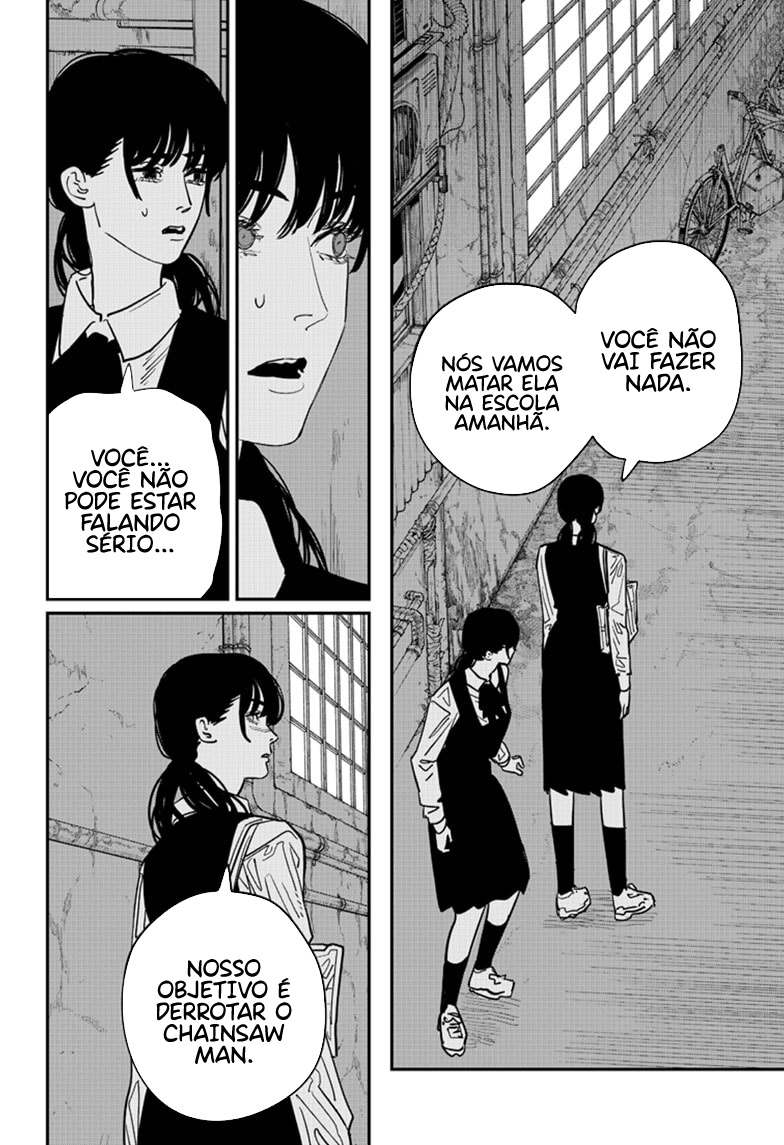 VOCÊ NÃO
VAI FAZER
NADA.
NÓS VAMOS
MATAR ELA
NA ESCOLA
AMANHÃ.
VOCÊ...
VOCÊ NÃO
PODE ESTAR
FALANDO
SÉRIO...
NOSSO
OBJETIVO É
DERROTAR O
CHAINSAW
MAN.